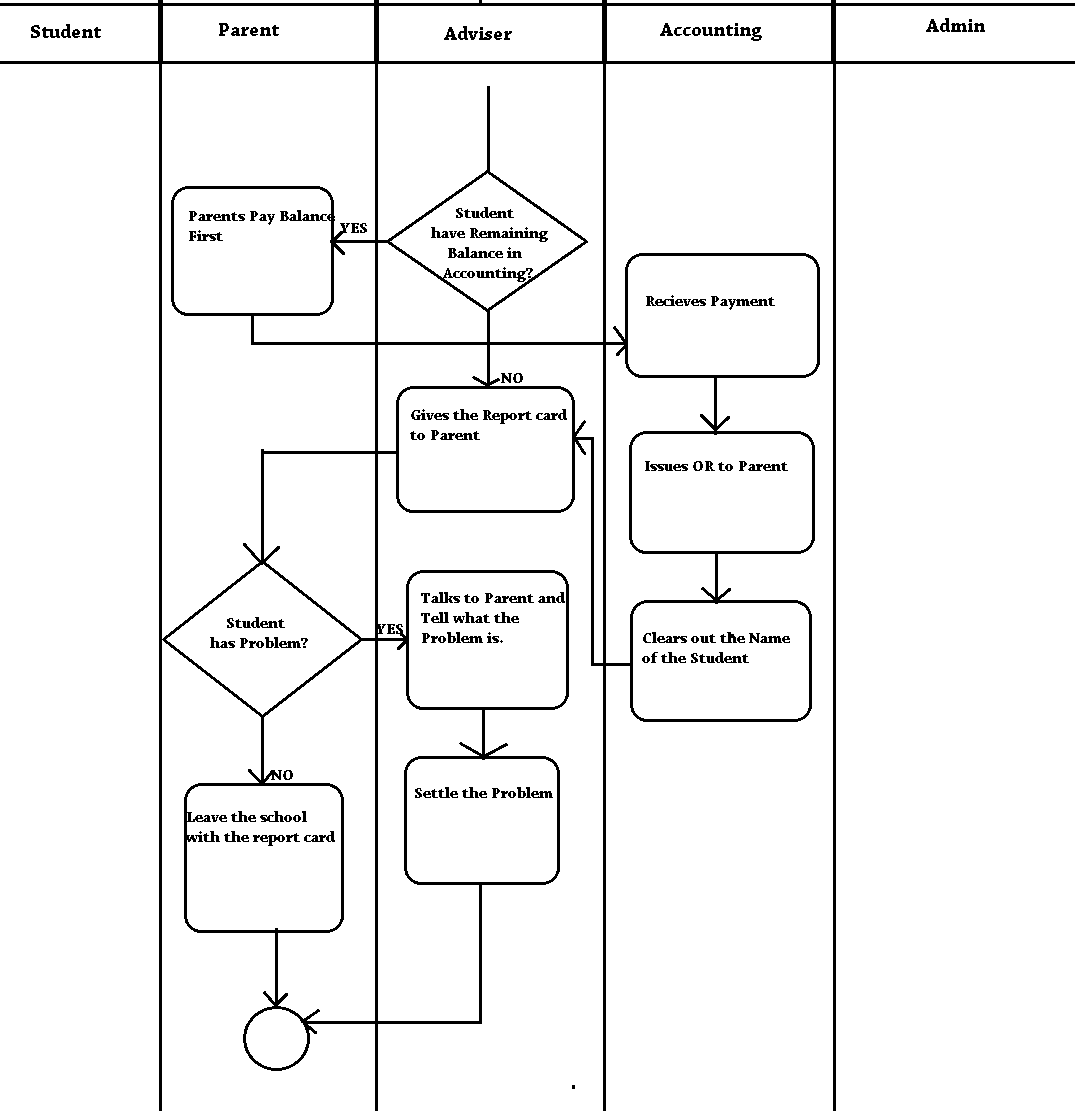 Student
Parent
Adviser
Accounting
Admin
Student
have Remaining
Balance in
Accounting?
YES
Parents Pay Balance
First
Recieves Payment
NO
Gives the Report card
to Parent
Issues OR to Parent
Clears out the Name
of the Student
Student
has Problem?
YES
Talks to Parent and
Tell what the
Problem is.
NO
Settle the Problem
Leave the school
with the report card